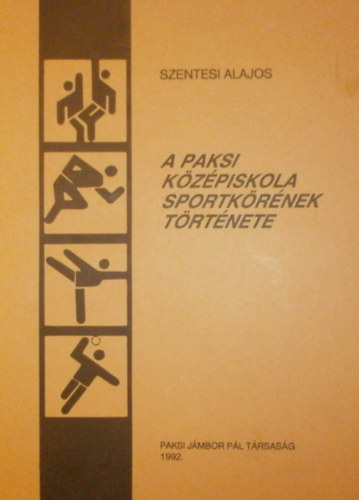 SZENTESI ALAJOS
A PAKSI
KÖZÉPISKOLA
SPORTKÖRÉNEK
TÖRTÉNETE
PAKSI JÁMBOR PÁL TÁRSASÁG
1992.